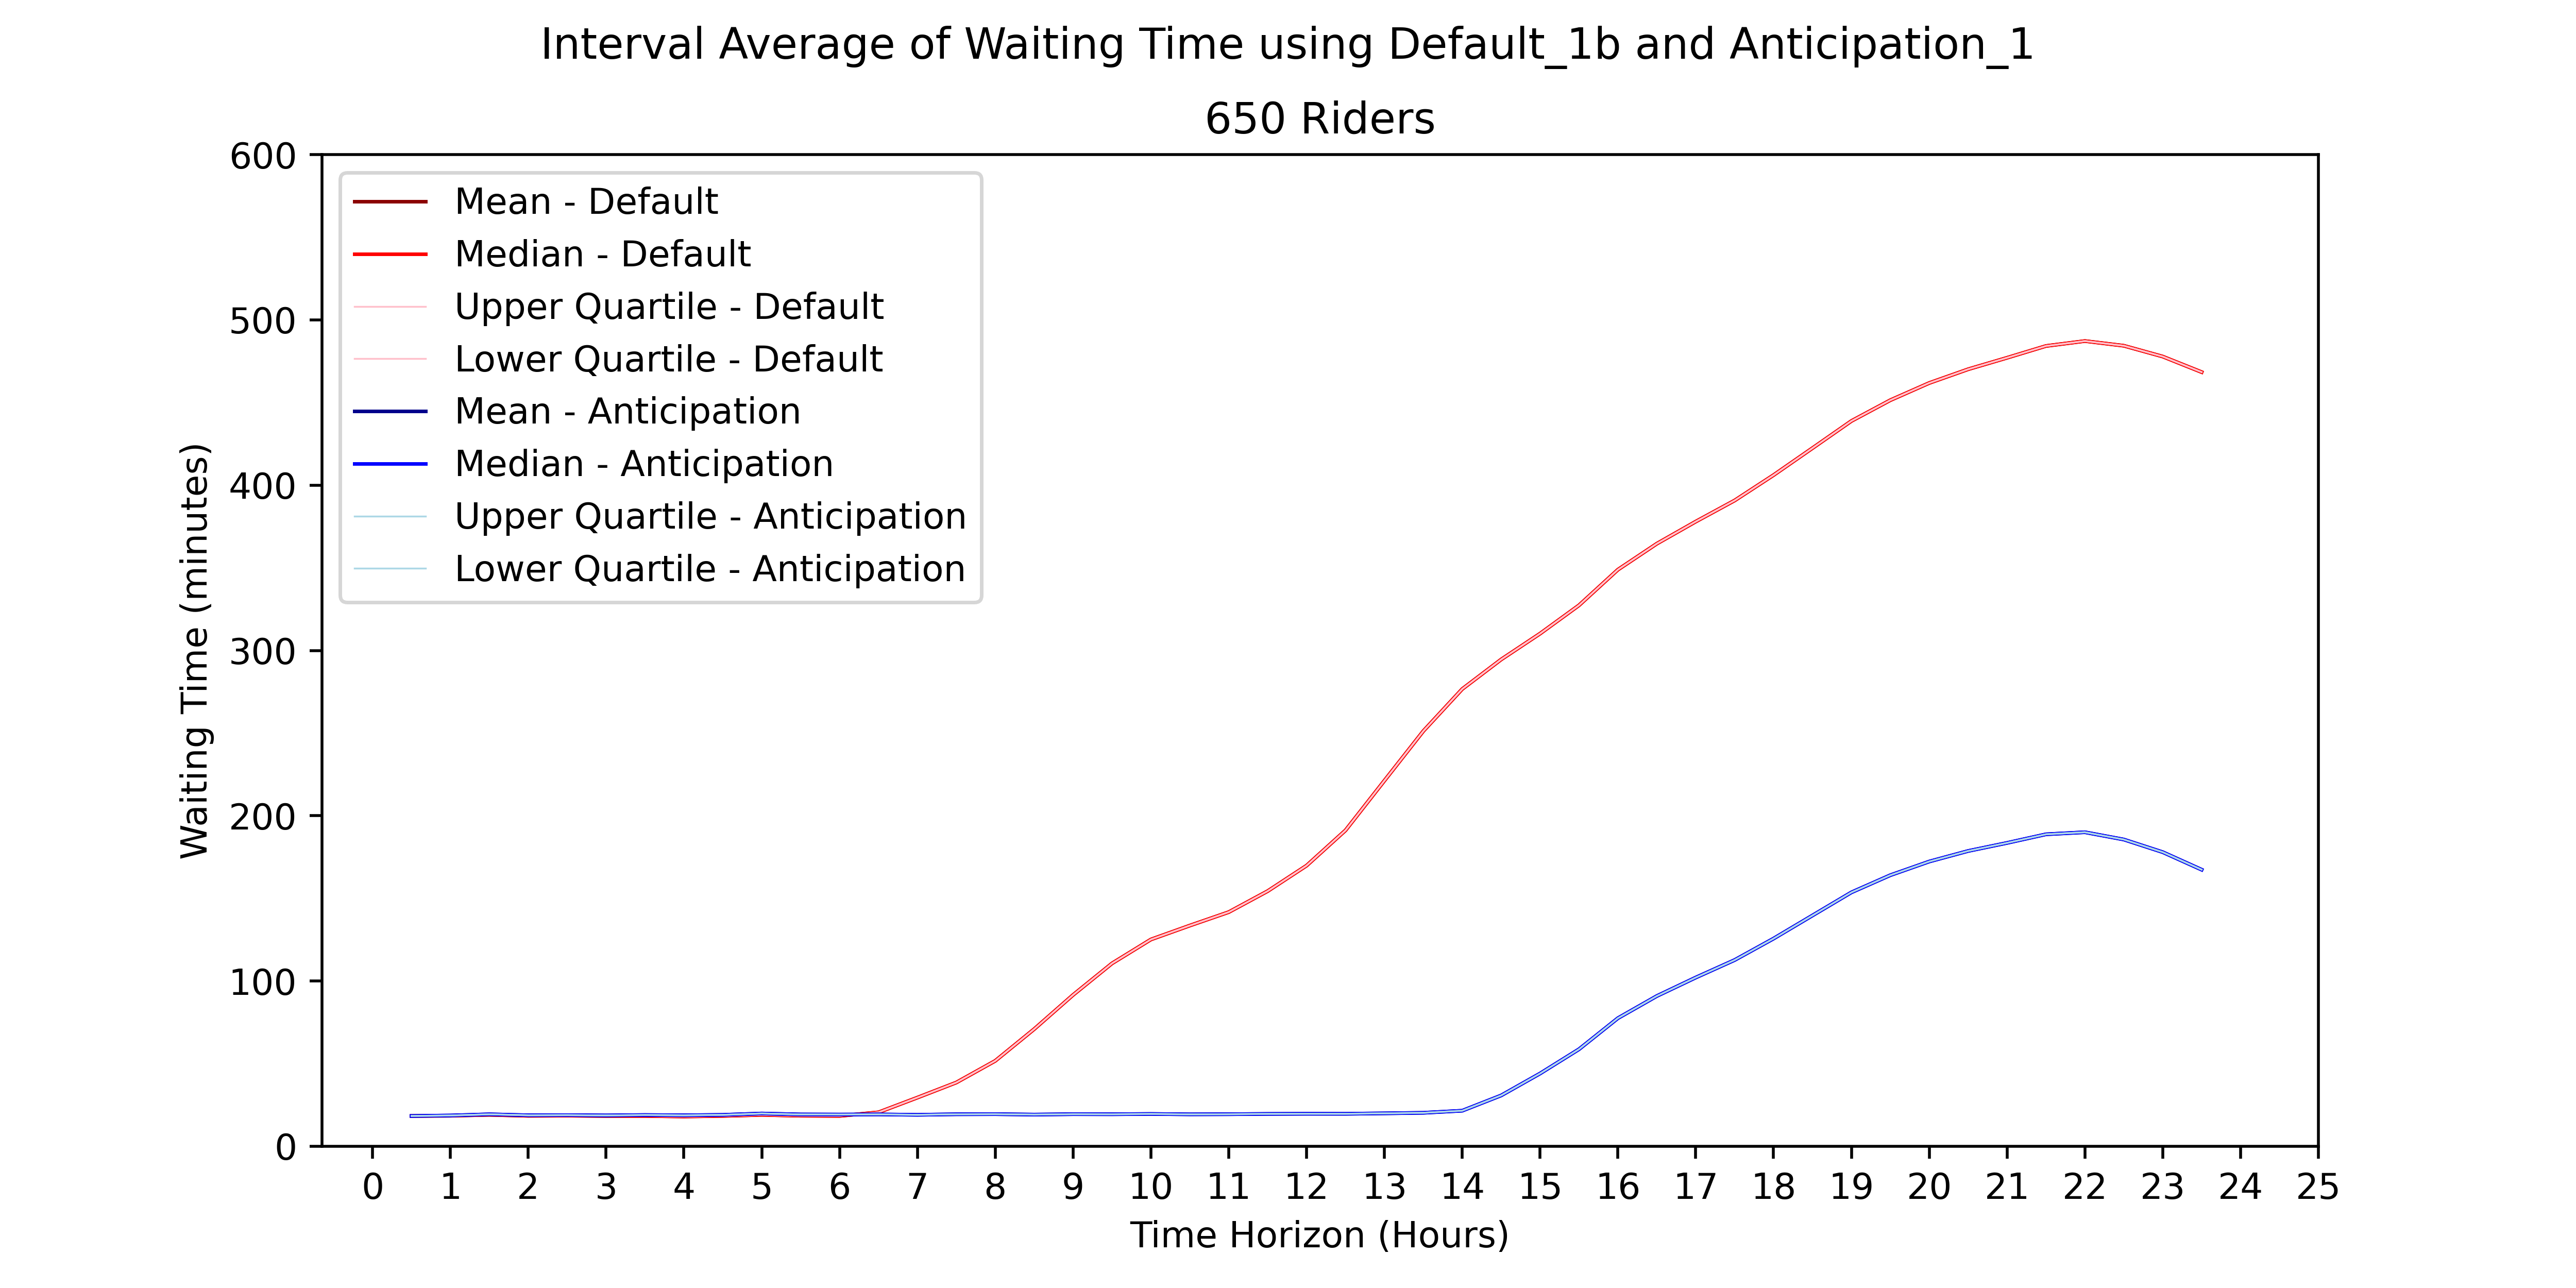 Interval Average of Waiting Time using Default_1b and Anticipation_1
650 Riders
600
500
400
300
200
100
0
Waiting Time (minutes)
Mean - Default
Median - Default
Upper Quartile - Default
Lower Quartile - Default
Mean - Anticipation
Median - Anticipation
Upper Quartile - Anticipation
Lower Quartile - Anticipation
0 1 2 3 4 5 6 7 8 9 10 11 12 13 14 15 16 17 18 19 20 21 22 23 24 25
Time Horizon (Hours)